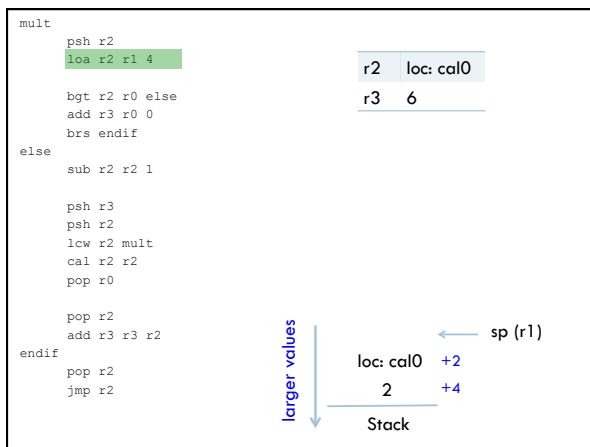 mult
psh r2
loa r2 r1 4
bgt r2 r0 else
add r3 r0 0
brs endif
else
sub r2 r2 1
psh r3
psh r2
lcw r2 mult
cal r2 r2
pop r0
pop r2
add r3 r3 r2
endif
pop r2
jmp r2
r2 loc: cal0
r3 6
larger values
sp (r1)
loc: cal0 +2
2 +4
Stack